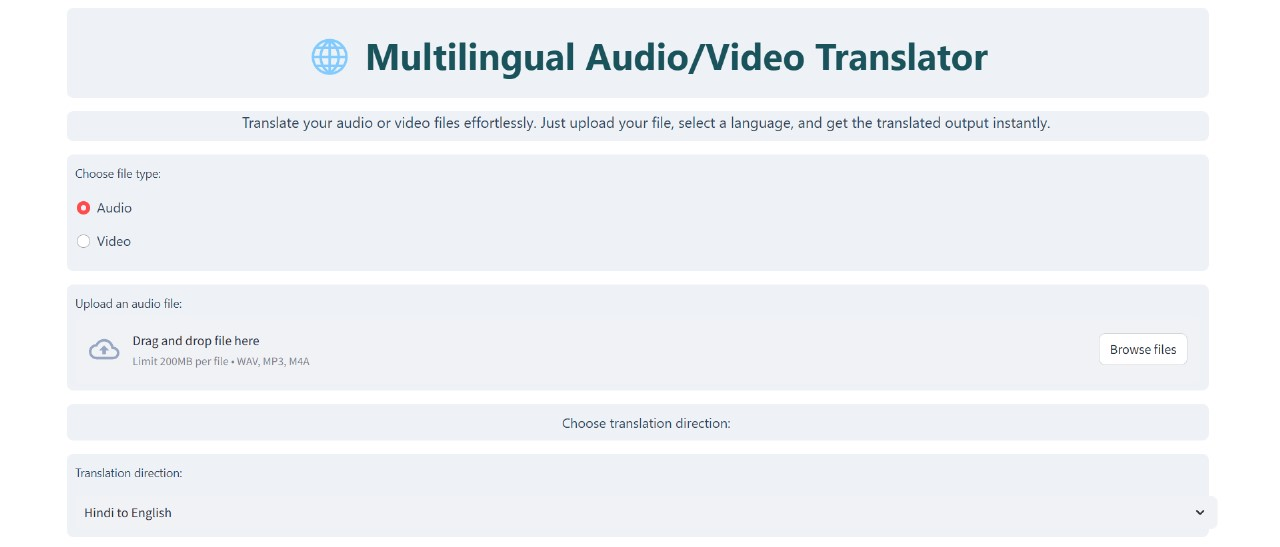 Multilingual Audio/Video Translator
Translate your audio or video files effortlessly. Just upload your file, select a language, and get the translated output instantly.
Choose file type:
Audio
Video
Upload an audio file:
Drag and drop file here
Limit 200MB per file • WAV, MP3, M4A
Browse files
Choose translation direction:
Translation direction:
Hindi to English